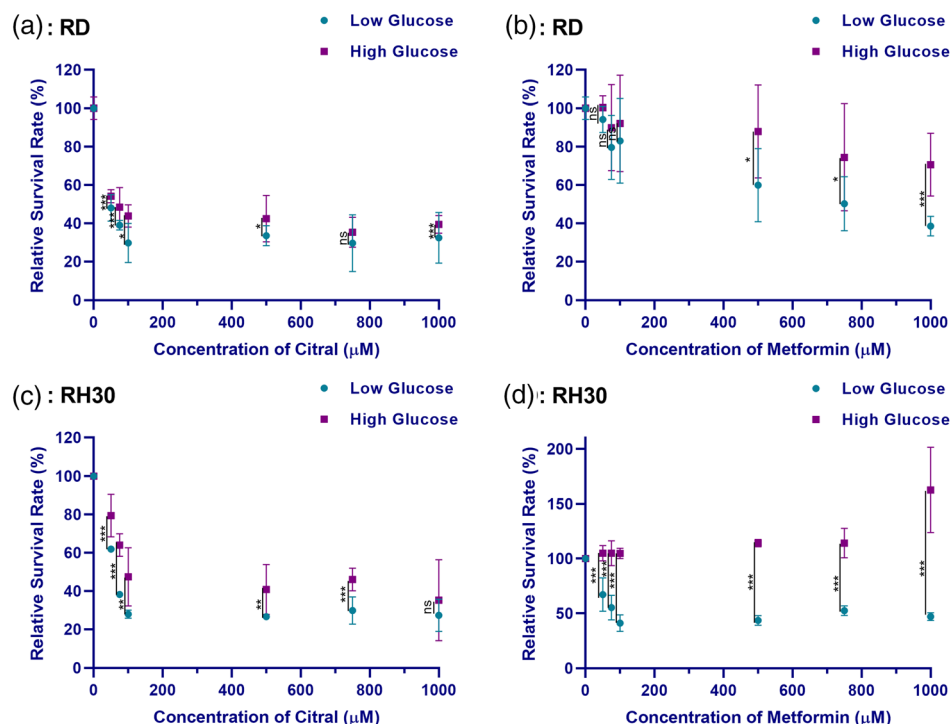 (a) : RD
Low Glucose
High Glucose
Relative Survival Rate (%)
120
100
80
60
40
20
0
***
***
*
*
ns
***
0 200 400 600 800 1000
Concentration of Citral (µM)
(b) : RD
Low Glucose
High Glucose
Relative Survival Rate (%)
120
100
80
60
40
20
0
ns
ns
ns
*
*
***
0 200 400 600 800 1000
Concentration of Metformin (µM)
(c) : RH30
Low Glucose
High Glucose
Relative Survival Rate (%)
120
100
80
60
40
20
0
***
***
**
**
***
ns
0 200 400 600 800 1000
Concentration of Citral (µM)
(d) : RH30
Low Glucose
High Glucose
Relative Survival Rate (%)
200
150
100
50
0
***
***
***
***
***
***
0 200 400 600 800 1000
Concentration of Metformin (µM)